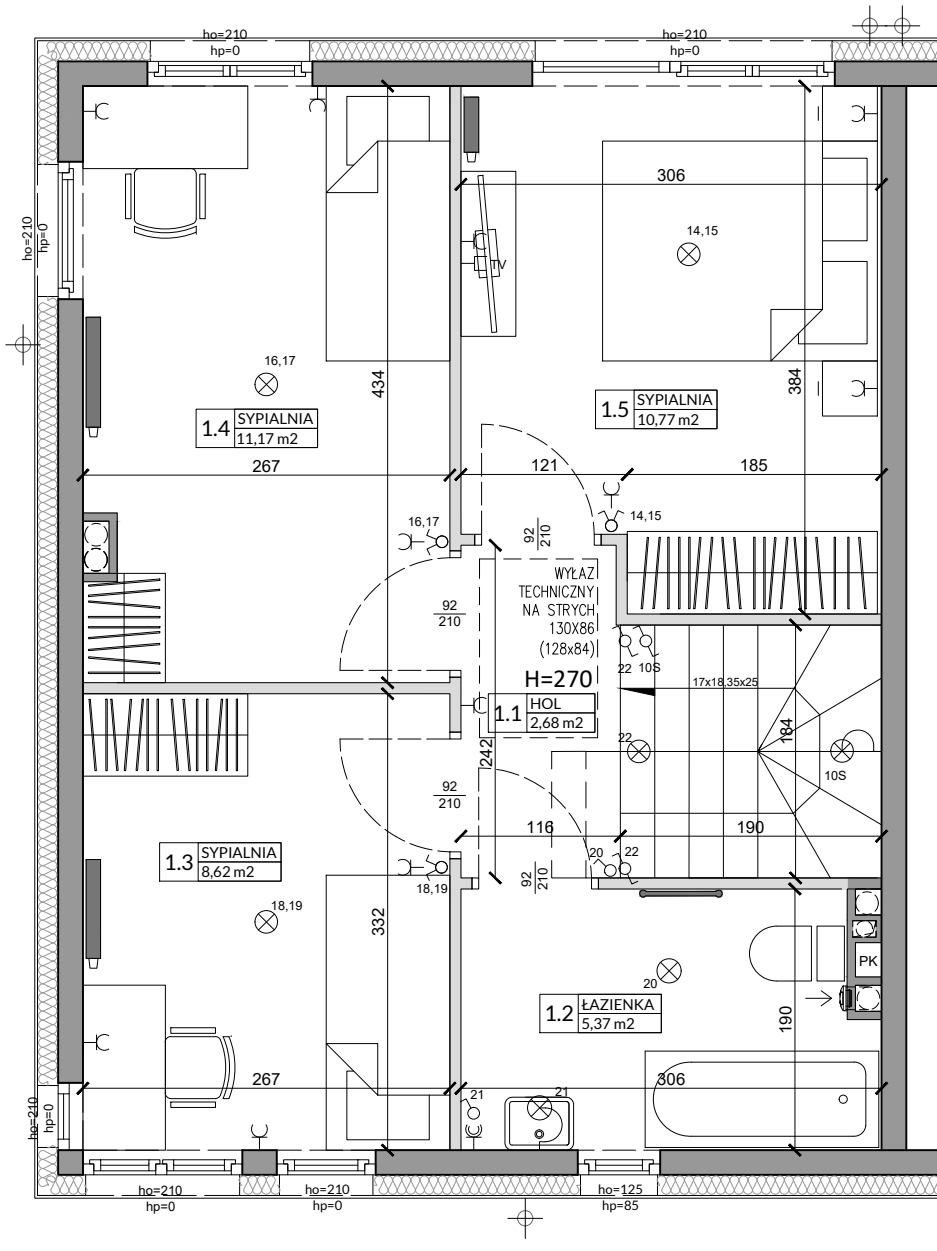 ho=210
hp=0
ho=210
hp=0
ho=210
hp=0
306
14,15
TV
16,17
434
384
1.4
SYPIALNIA
11,17 m2
1.5
SYPIALNIA
10,77 m2
267
121
185
16,17
14,15
92
210
92
210
WYŁAZ
TECHNICZNY
NA STRYCH
130X86
(128x84)
H=270
22
10S
17x18,35x25
1.1
HOL
2,68 m2
22
184
242
10S
92
210
116
190
1.3
SYPIALNIA
8,62 m2
18,19
20
22
92
210
18,19
332
PK
20
1.2
ŁAZIENKA
5,37 m2
190
267
306
21
21
ho=210
hp=0
ho=210
hp=0
ho=210
hp=0
ho=125
hp=85